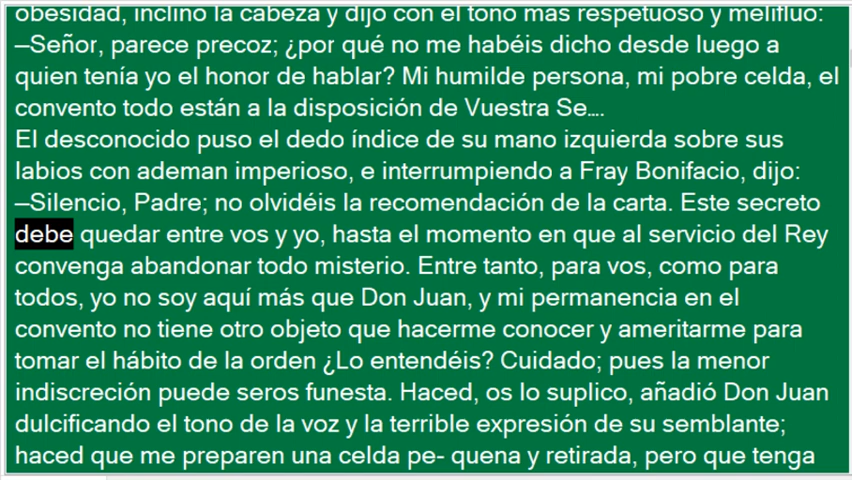 obesidad, inclinó la cabeza y dijo con el tono más respetuoso y melifluo:
—Señor, parece precoz; ¿por qué no me habéis dicho desde luego a
quien tenía yo el honor de hablar? Mi humilde persona, mi pobre celda, el
convento todo están a la disposición de Vuestra Se....
El desconocido puso el dedo índice de su mano izquierda sobre sus
labios con ademan imperioso, e interrumpiendo a Fray Bonifacio, dijo:
—Silencio, Padre; no olvidéis la recomendación de la carta. Este secreto
debe quedar entre vos y yo, hasta el momento en que al servicio del Rey
convenga abandonar todo misterio. Entre tanto, para vos, como para
todos, yo no soy aquí más que Don Juan, y mi permanencia en el
convento no tiene otro objeto que hacerme conocer y ameritarme para
tomar el hábito de la orden ¿Lo entendéis? Cuidado; pues la menor
indiscreción puede seros funesta. Haced, os lo suplico, añadió Don Juan
dulcificando el tono de la voz y la terrible expresión de su semblante;
haced que me preparen una celda pe- quena y retirada, pero que tenga